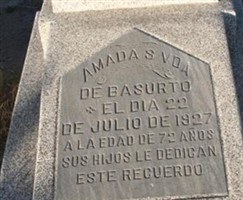 AMADA S. VDA
DE BASURTO
* EL DIA 22
DE JULIO DE 1927
A LA EDAD DE 72 AÑOS
SUS HIJOS LE DEDICAN
ESTE RECUERDO